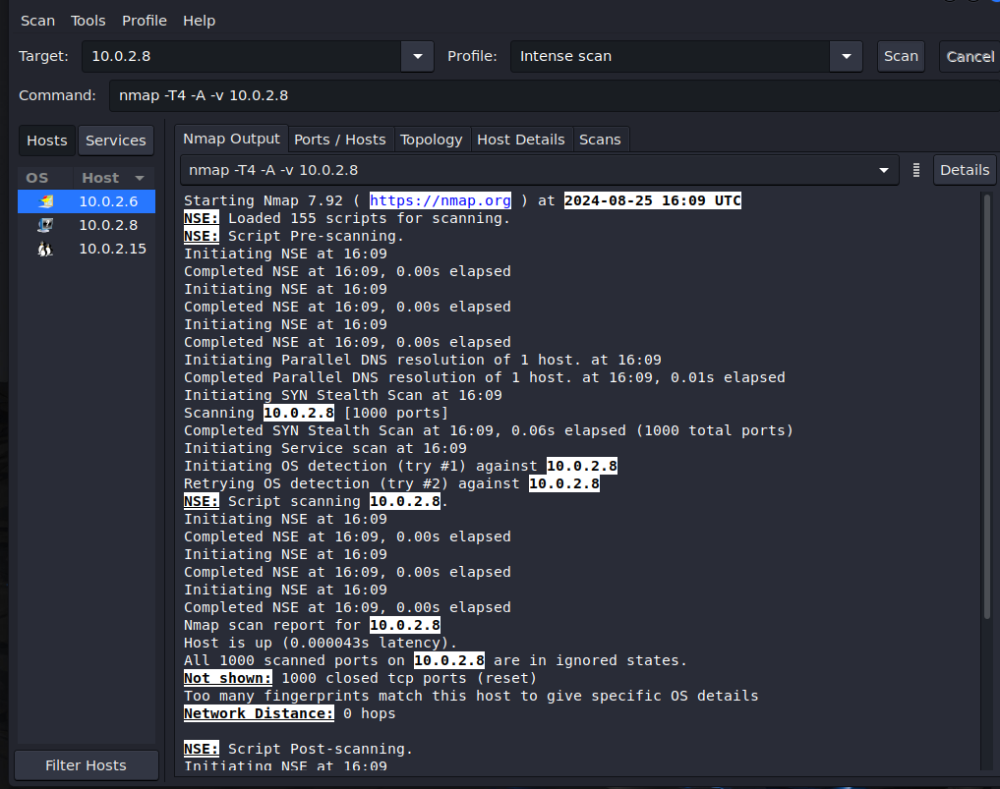 Scan Tools Profile Help
Target: 10.0.2.8 Profile: Intense scan Scan Cancel
Command: nmap -T4 -A -v 10.0.2.8
Hosts Services
OS Host
10.0.2.6
10.0.2.8
10.0.2.15
Filter Hosts
Nmap Output Ports / Hosts Topology Host Details Scans
nmap -T4 -A -v 10.0.2.8 Details
Starting Nmap 7.92 ( https://nmap.org ) at 2024-08-25 16:09 UTC
NSE: Loaded 155 scripts for scanning.
NSE: Script Pre-scanning.
Initiating NSE at 16:09
Completed NSE at 16:09, 0.00s elapsed
Initiating NSE at 16:09
Completed NSE at 16:09, 0.00s elapsed
Initiating NSE at 16:09
Completed NSE at 16:09, 0.00s elapsed
Initiating Parallel DNS resolution of 1 host. at 16:09
Completed Parallel DNS resolution of 1 host. at 16:09, 0.01s elapsed
Initiating SYN Stealth Scan at 16:09
Scanning 10.0.2.8 [1000 ports]
Completed SYN Stealth Scan at 16:09, 0.06s elapsed (1000 total ports)
Initiating Service scan at 16:09
Initiating OS detection (try #1) against 10.0.2.8
Retrying OS detection (try #2) against 10.0.2.8
NSE: Script scanning 10.0.2.8.
Initiating NSE at 16:09
Completed NSE at 16:09, 0.00s elapsed
Initiating NSE at 16:09
Completed NSE at 16:09, 0.00s elapsed
Initiating NSE at 16:09
Completed NSE at 16:09, 0.00s elapsed
Nmap scan report for 10.0.2.8
Host is up (0.000043s latency).
All 1000 scanned ports on 10.0.2.8 are in ignored states.
Not shown: 1000 closed tcp ports (reset)
Too many fingerprints match this host to give specific OS details
Network Distance: 0 hops
NSE: Script Post-scanning.
Initiating NSE at 16:09